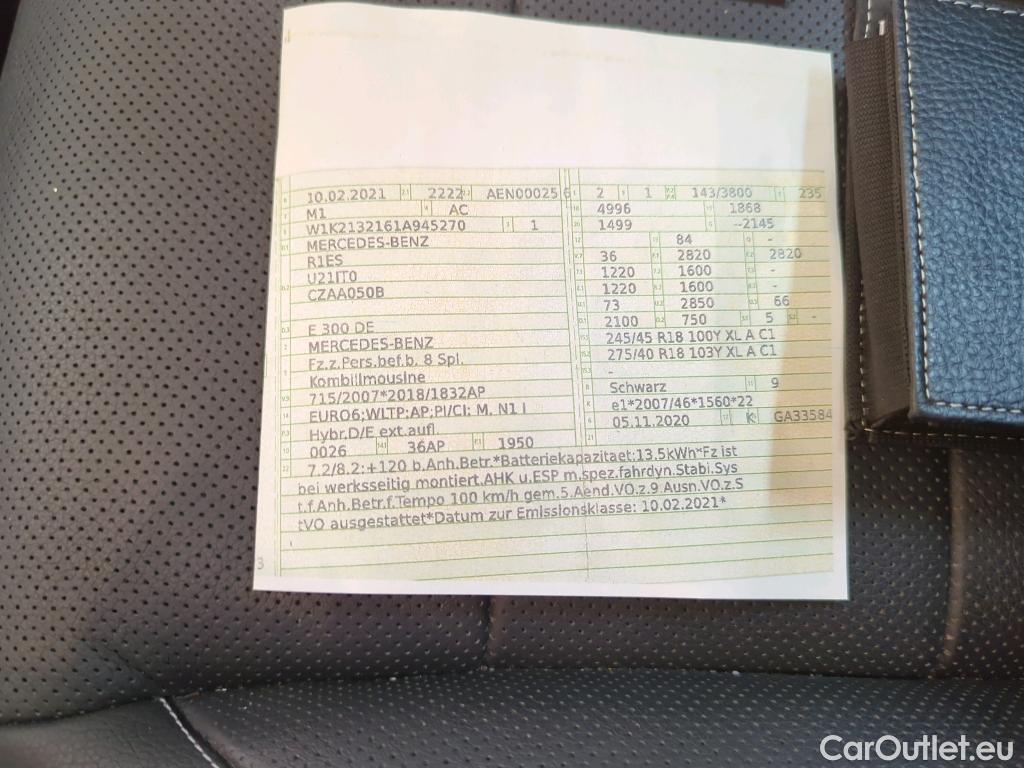 10.02.2021 2222 AEN00025 6
M1 AC
W1K2132161A945270 1
MERCEDES-BENZ
R1ES
U21IT0
CZAA050B
E 300 DE
MERCEDES-BENZ
Fz.z.Pers.bef.b. 8 Spl.
Kombilimousine
715/2007*2018/1832AP
EURO6;WLTP;AP;PI/CI; M, N1 I
Hybr.D/E ext.aufl.
0026 36AP 1950
2 1 143/3800 235
4996 1868
1499 --2145
84 -
36 2820 2820
1220 1600 -
1220 1600 -
73 2850 66
2100 750 5 -
245/45 R18 100Y XL A C1
275/40 R18 103Y XL A C1
-
Schwarz 9
e1*2007/46*1560*22
05.11.2020 K GA33584
22 7.2/8.2:+120 b.Anh.Betr.*Batteriekapazitaet:13.5kWh*Fz ist
bei werksseitig montiert.AHK u.ESP m.spez.fahrdyn.Stabi.Sys
t.f.Anh.Betr.f.Tempo 100 km/h gem.5.Aend.VO.z.9.Ausn.VO.z.S
tVO ausgestattet*Datum zur Emissionsklasse: 10.02.2021*
3
CarOutlet.eu